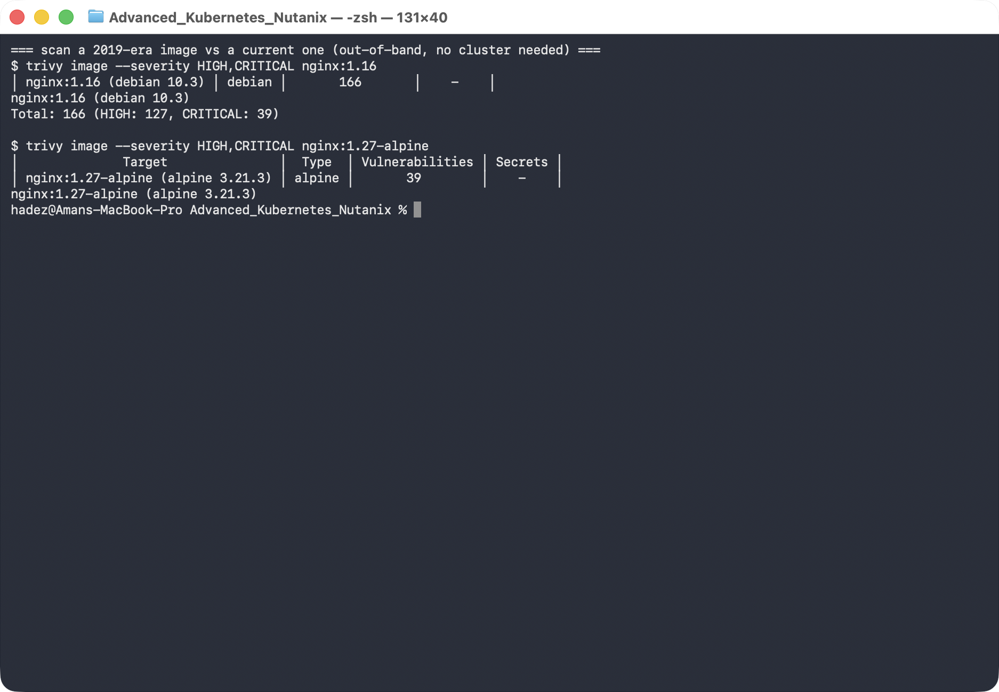 Advanced_Kubernetes_Nutanix — -zsh — 131×40
=== scan a 2019-era image vs a current one (out-of-band, no cluster needed) ===
$ trivy image --severity HIGH,CRITICAL nginx:1.16
│ nginx:1.16 (debian 10.3) │ debian │       166       │    -    │
nginx:1.16 (debian 10.3)
Total: 166 (HIGH: 127, CRITICAL: 39)
$ trivy image --severity HIGH,CRITICAL nginx:1.27-alpine
│              Target               │  Type  │ Vulnerabilities │ Secrets │
│ nginx:1.27-alpine (alpine 3.21.3) │ alpine │       39        │    -    │
nginx:1.27-alpine (alpine 3.21.3)
hadez@Amans-MacBook-Pro Advanced_Kubernetes_Nutanix %